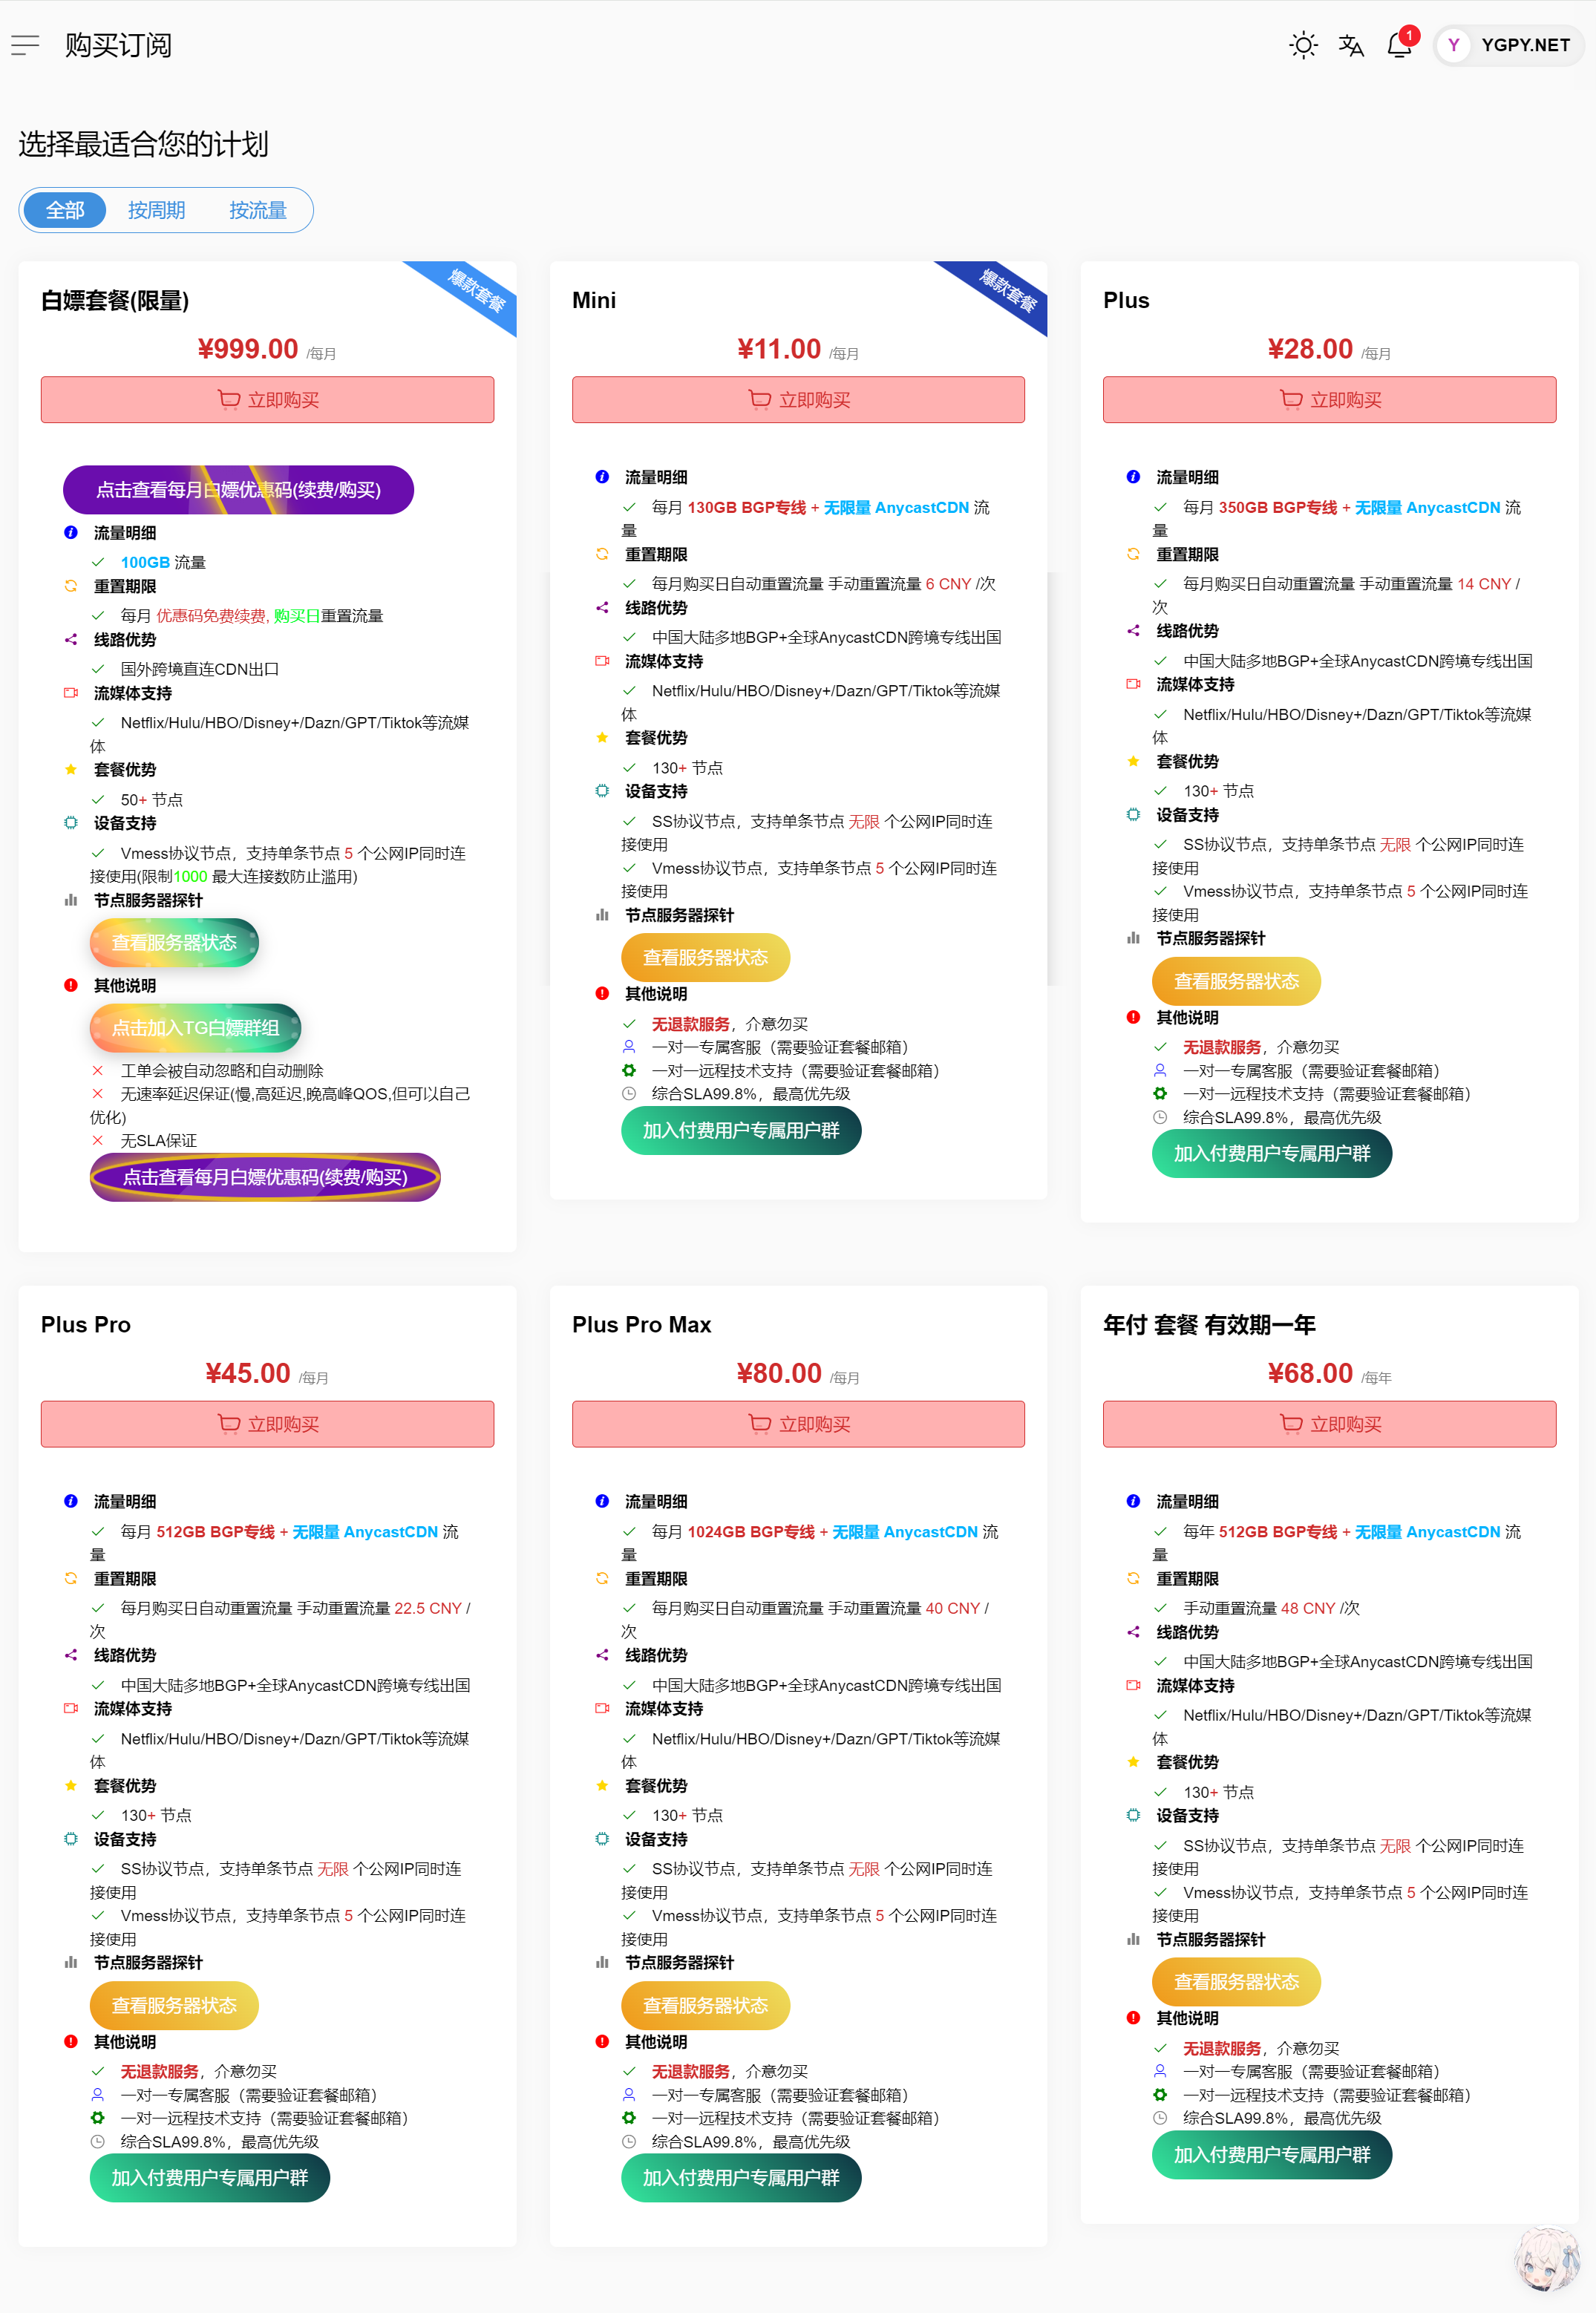 购买订阅
1
Y
YGPY.NET
选择最适合您的计划
全部
按周期
按流量
白嫖套餐(限量)
爆款套餐
¥999.00 /每月
立即购买
点击查看每月白嫖优惠码(续费/购买)
流量明细
100GB 流量
重置期限
每月 优惠码免费续费, 购买日重置流量
线路优势
国外跨境直连CDN出口
流媒体支持
Netflix/Hulu/HBO/Disney+/Dazn/GPT/Tiktok等流媒
体
套餐优势
50+ 节点
设备支持
Vmess协议节点，支持单条节点 5 个公网IP同时连
接使用(限制1000 最大连接数防止滥用)
节点服务器探针
查看服务器状态
其他说明
点击加入TG白嫖群组
工单会被自动忽略和自动删除
无速率延迟保证(慢,高延迟,晚高峰QOS,但可以自己
优化)
无SLA保证
点击查看每月白嫖优惠码(续费/购买)
Mini
爆款套餐
¥11.00 /每月
立即购买
流量明细
每月 130GB BGP专线 + 无限量 AnycastCDN 流
量
重置期限
每月购买日自动重置流量 手动重置流量 6 CNY /次
线路优势
中国大陆多地BGP+全球AnycastCDN跨境专线出国
流媒体支持
Netflix/Hulu/HBO/Disney+/Dazn/GPT/Tiktok等流媒
体
套餐优势
130+ 节点
设备支持
SS协议节点，支持单条节点 无限 个公网IP同时连
接使用
Vmess协议节点，支持单条节点 5 个公网IP同时连
接使用
节点服务器探针
查看服务器状态
其他说明
无退款服务，介意勿买
一对一专属客服（需要验证套餐邮箱）
一对一远程技术支持（需要验证套餐邮箱）
综合SLA99.8%，最高优先级
加入付费用户专属用户群
Plus
¥28.00 /每月
立即购买
流量明细
每月 350GB BGP专线 + 无限量 AnycastCDN 流
量
重置期限
每月购买日自动重置流量 手动重置流量 14 CNY /
次
线路优势
中国大陆多地BGP+全球AnycastCDN跨境专线出国
流媒体支持
Netflix/Hulu/HBO/Disney+/Dazn/GPT/Tiktok等流媒
体
套餐优势
130+ 节点
设备支持
SS协议节点，支持单条节点 无限 个公网IP同时连
接使用
Vmess协议节点，支持单条节点 5 个公网IP同时连
接使用
节点服务器探针
查看服务器状态
其他说明
无退款服务，介意勿买
一对一专属客服（需要验证套餐邮箱）
一对一远程技术支持（需要验证套餐邮箱）
综合SLA99.8%，最高优先级
加入付费用户专属用户群
Plus Pro
¥45.00 /每月
立即购买
流量明细
每月 512GB BGP专线 + 无限量 AnycastCDN 流
量
重置期限
每月购买日自动重置流量 手动重置流量 22.5 CNY /
次
线路优势
中国大陆多地BGP+全球AnycastCDN跨境专线出国
流媒体支持
Netflix/Hulu/HBO/Disney+/Dazn/GPT/Tiktok等流媒
体
套餐优势
130+ 节点
设备支持
SS协议节点，支持单条节点 无限 个公网IP同时连
接使用
Vmess协议节点，支持单条节点 5 个公网IP同时连
接使用
节点服务器探针
查看服务器状态
其他说明
无退款服务，介意勿买
一对一专属客服（需要验证套餐邮箱）
一对一远程技术支持（需要验证套餐邮箱）
综合SLA99.8%，最高优先级
加入付费用户专属用户群
Plus Pro Max
¥80.00 /每月
立即购买
流量明细
每月 1024GB BGP专线 + 无限量 AnycastCDN 流
量
重置期限
每月购买日自动重置流量 手动重置流量 40 CNY /
次
线路优势
中国大陆多地BGP+全球AnycastCDN跨境专线出国
流媒体支持
Netflix/Hulu/HBO/Disney+/Dazn/GPT/Tiktok等流媒
体
套餐优势
130+ 节点
设备支持
SS协议节点，支持单条节点 无限 个公网IP同时连
接使用
Vmess协议节点，支持单条节点 5 个公网IP同时连
接使用
节点服务器探针
查看服务器状态
其他说明
无退款服务，介意勿买
一对一专属客服（需要验证套餐邮箱）
一对一远程技术支持（需要验证套餐邮箱）
综合SLA99.8%，最高优先级
加入付费用户专属用户群
年付 套餐 有效期一年
¥68.00 /每年
立即购买
流量明细
每年 512GB BGP专线 + 无限量 AnycastCDN 流
量
重置期限
手动重置流量 48 CNY /次
线路优势
中国大陆多地BGP+全球AnycastCDN跨境专线出国
流媒体支持
Netflix/Hulu/HBO/Disney+/Dazn/GPT/Tiktok等流媒
体
套餐优势
130+ 节点
设备支持
SS协议节点，支持单条节点 无限 个公网IP同时连
接使用
Vmess协议节点，支持单条节点 5 个公网IP同时连
接使用
节点服务器探针
查看服务器状态
其他说明
无退款服务，介意勿买
一对一专属客服（需要验证套餐邮箱）
一对一远程技术支持（需要验证套餐邮箱）
综合SLA99.8%，最高优先级
加入付费用户专属用户群